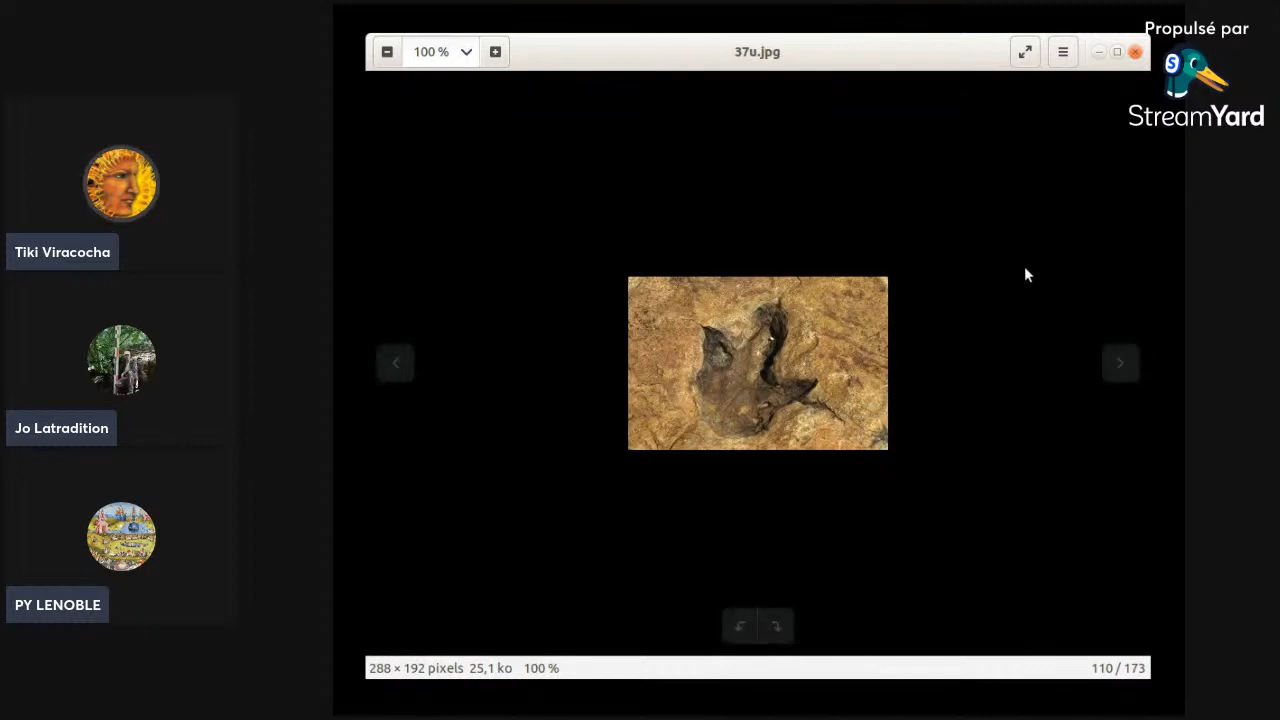 Propulsé par
StreamYard
100 %
37u.jpg
Tiki Viracocha
Jo Latradition
PY LENOBLE
288 × 192 pixels 25,1 ko 100 %
110 / 173